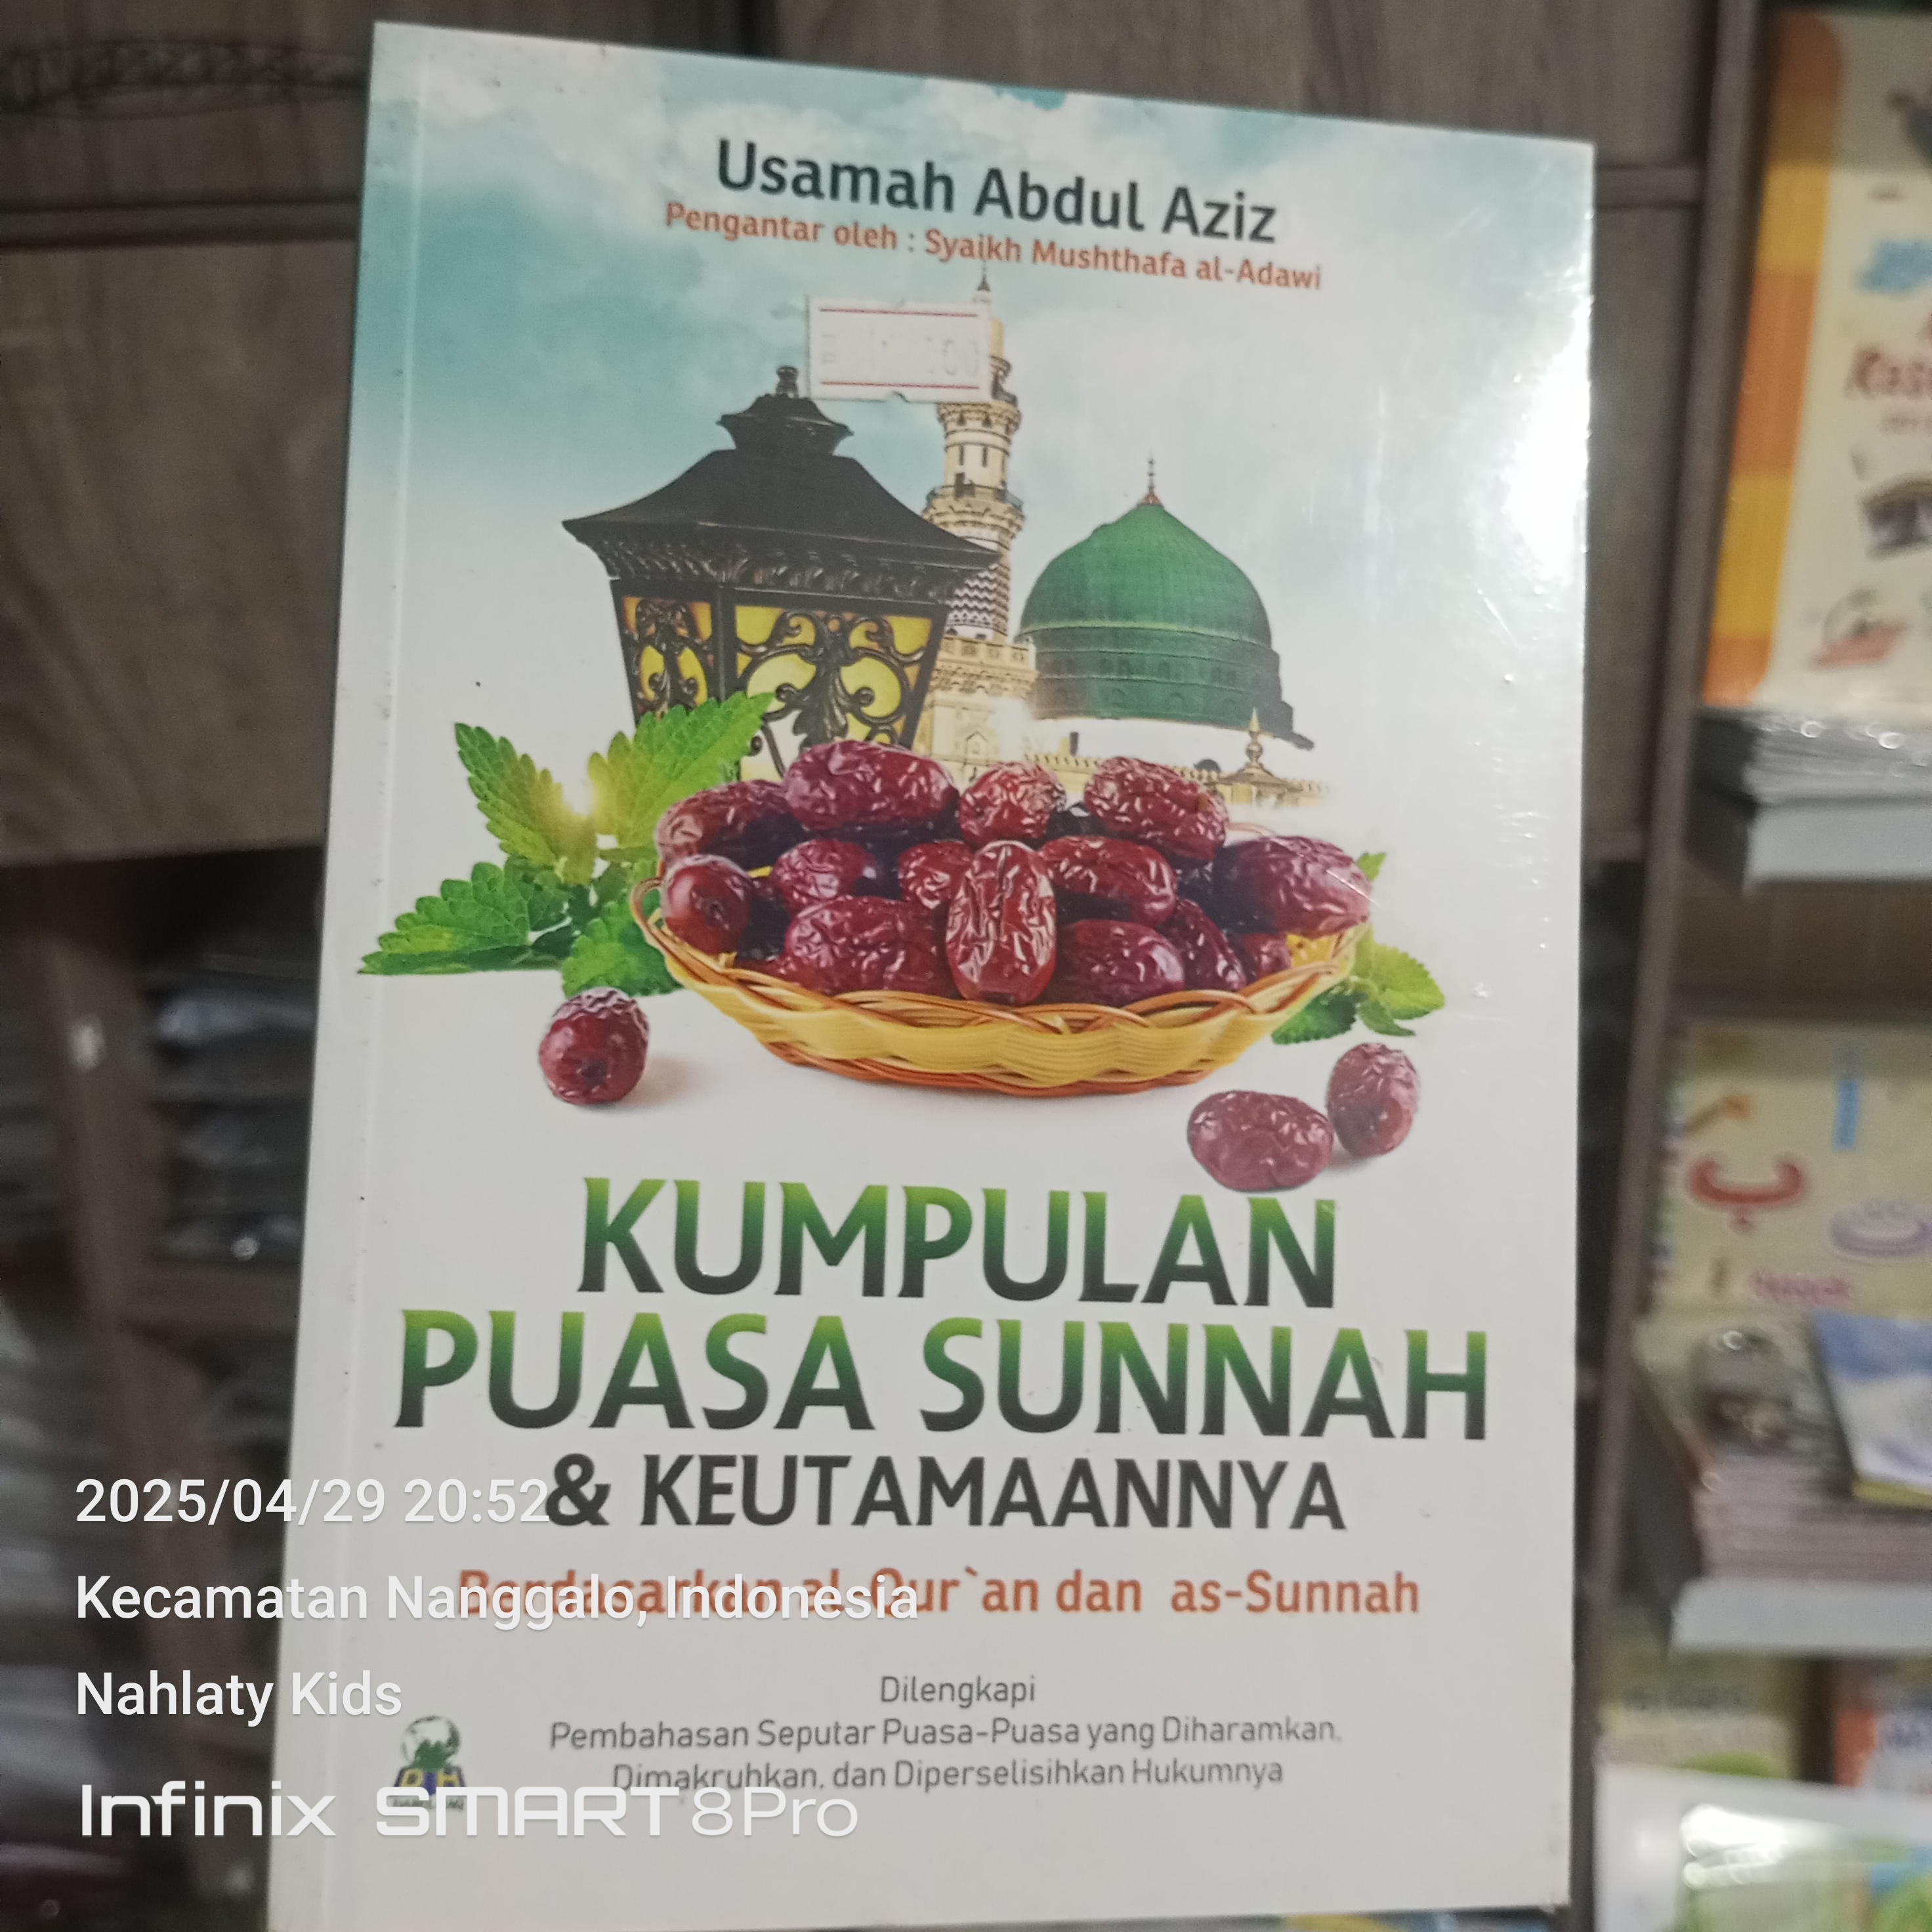 Usamah Abdul Aziz
Pengantar oleh : Syaikh Mushthafa al-Adawi
KUMPULAN
PUASA SUNNAH
& KEUTAMAANNYA
Berdasarkan al-Qur`an dan as-Sunnah
Dilengkapi
Pembahasan Seputar Puasa-Puasa yang Diharamkan,
Dimakruhkan, dan Diperselisihkan Hukumnya
2025/04/29 20:52
Kecamatan Nanggalo, Indonesia
Nahlaty Kids
Infinix SMART 8Pro
ب